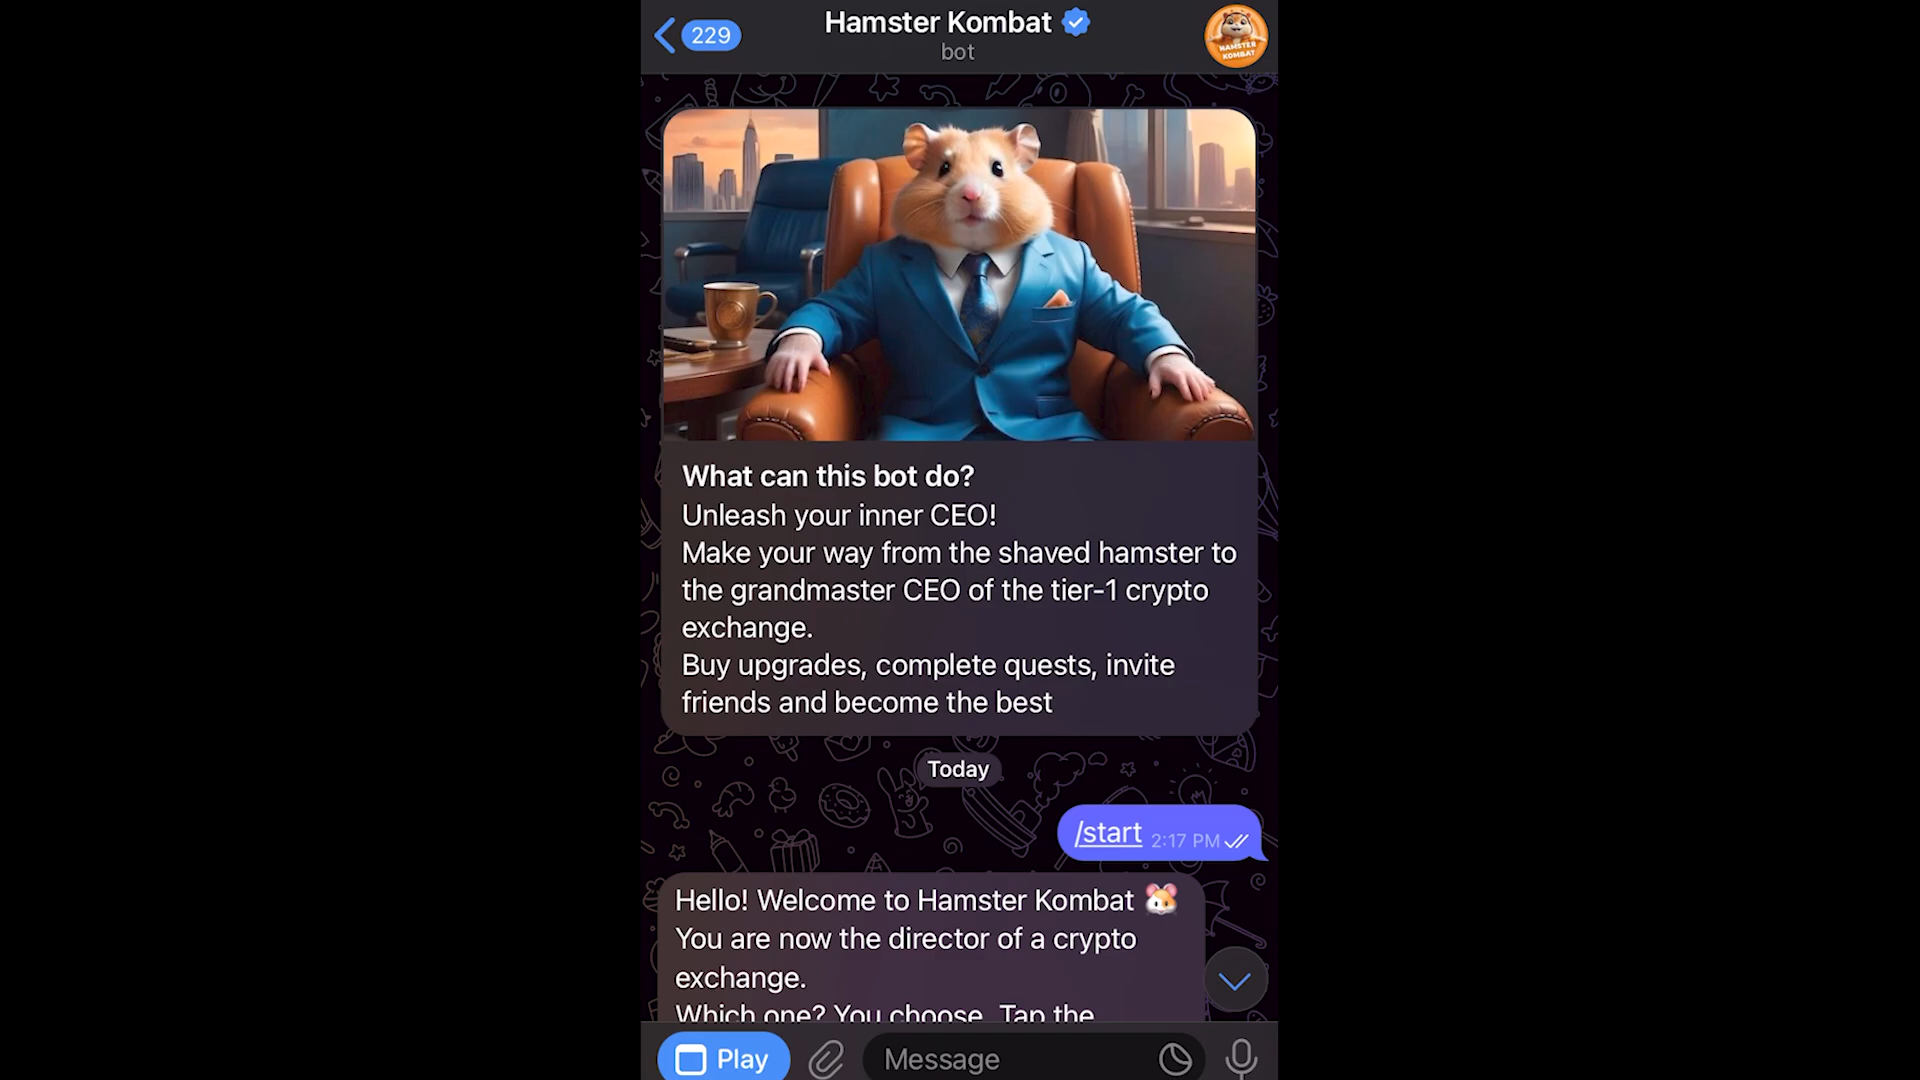 229
Hamster Kombat
bot
HAMSTER
KOMBAT
What can this bot do?
Unleash your inner CEO!
Make your way from the shaved hamster to
the grandmaster CEO of the tier-1 crypto
exchange.
Buy upgrades, complete quests, invite
friends and become the best
Today
/start 2:17 PM
Hello! Welcome to Hamster Kombat 🐹
You are now the director of a crypto
exchange.
Which one? You choose. Tap the
Play
Message